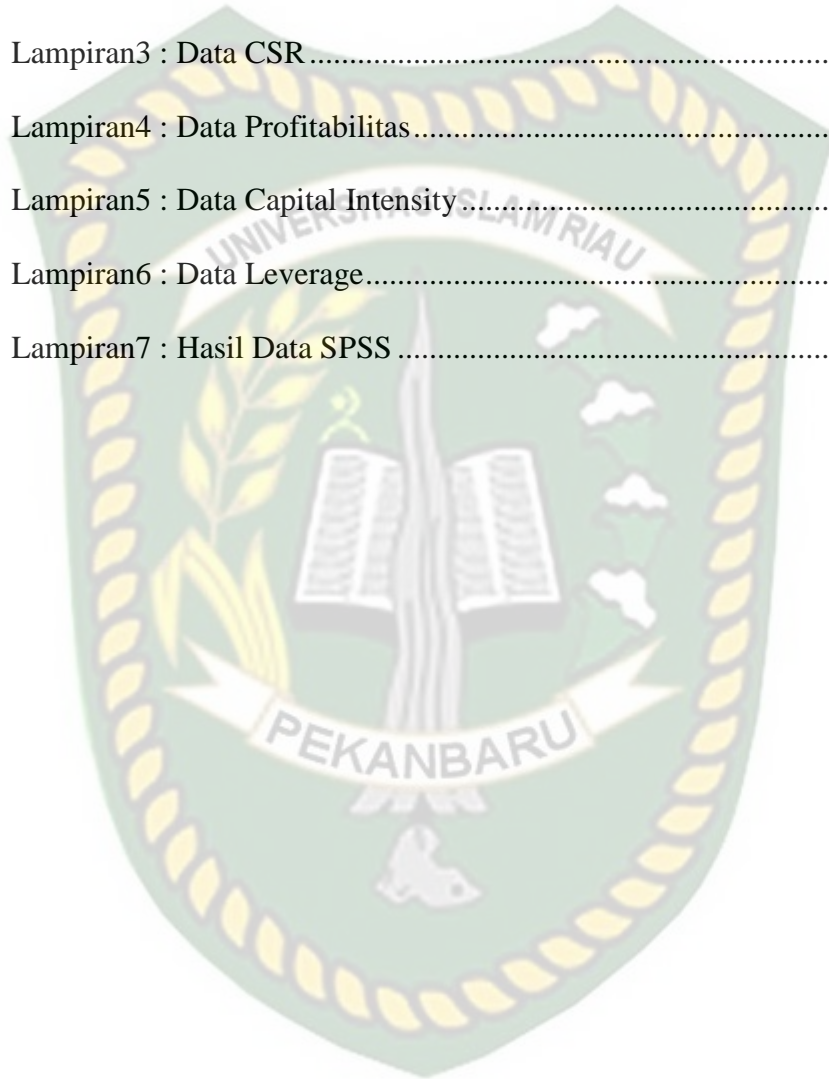 Lampiran3 : Data CSR................................................................
Lampiran4 : Data Profitabilitas..................................................
Lampiran5 : Data Capital Intensity.............................................
UNIVERSITAS ISLAM RIAU
Lampiran6 : Data Leverage........................................................
Lampiran7 : Hasil Data SPSS ....................................................
PEKANBARU